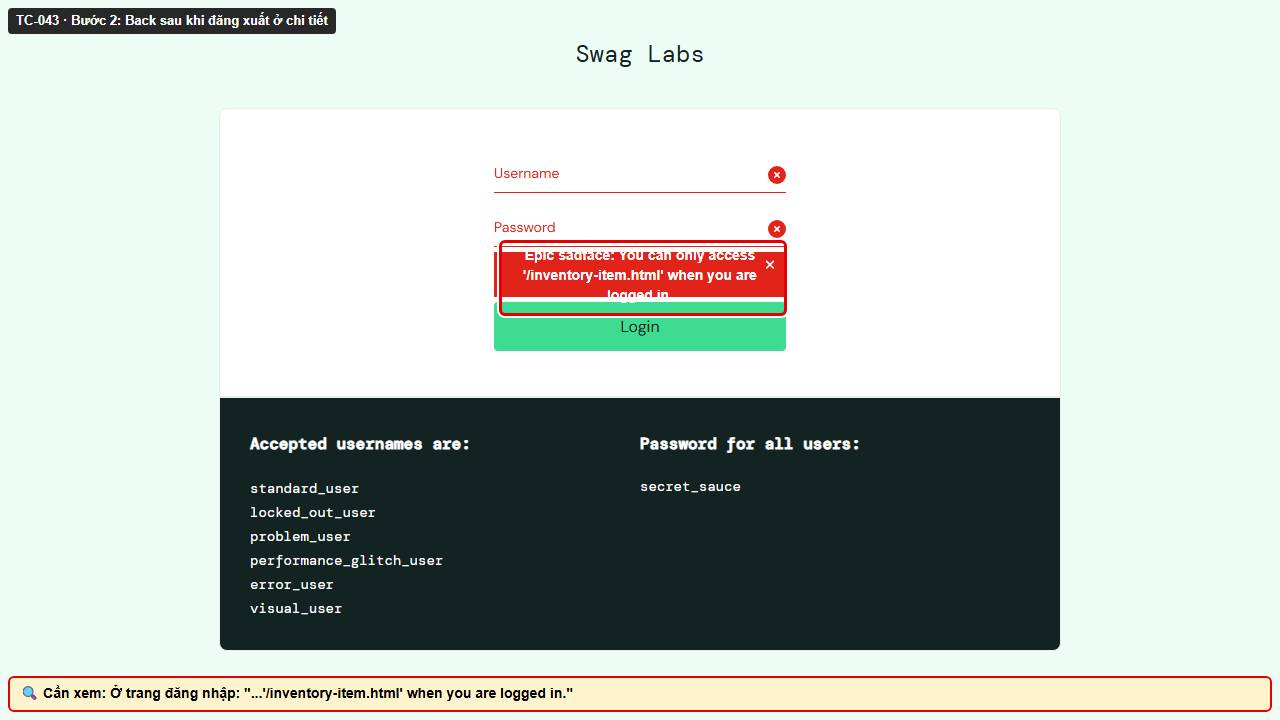 TC-043 · Bước 2: Back sau khi đăng xuất ở chi tiết
Swag Labs
Username
Password
Epic sadface: You can only access
'/inventory-item.html' when you are
logged in.
Login
Accepted usernames are:
standard_user
locked_out_user
problem_user
performance_glitch_user
error_user
visual_user
Password for all users:
secret_sauce
🔍 Cần xem: Ở trang đăng nhập: "...'/inventory-item.html' when you are logged in."